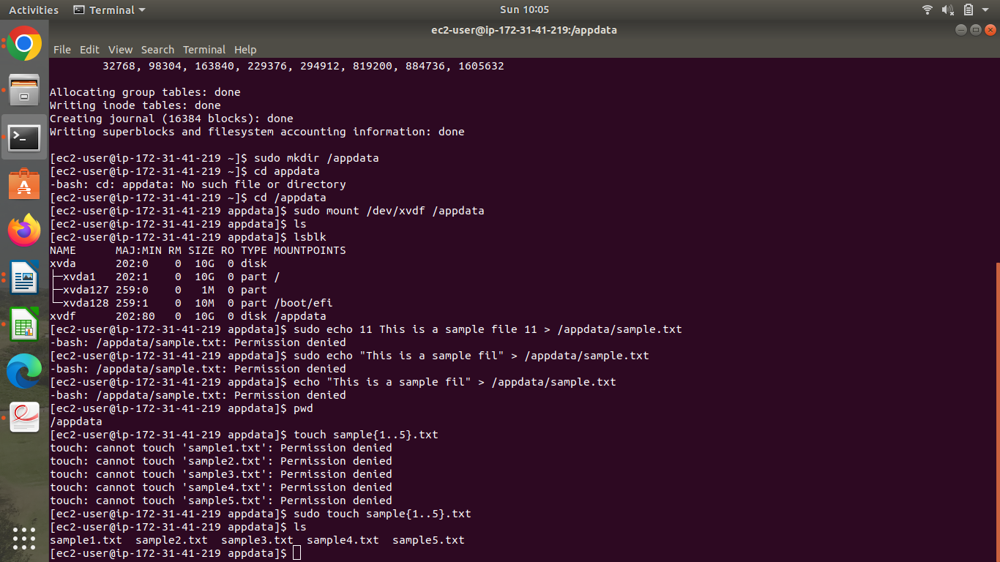 Activities Terminal Sun 10:05
ec2-user@ip-172-31-41-219:/appdata
File Edit View Search Terminal Help
        32768, 98304, 163840, 229376, 294912, 819200, 884736, 1605632

Allocating group tables: done
Writing inode tables: done
Creating journal (16384 blocks): done
Writing superblocks and filesystem accounting information: done

[ec2-user@ip-172-31-41-219 ~]$ sudo mkdir /appdata
[ec2-user@ip-172-31-41-219 ~]$ cd appdata
-bash: cd: appdata: No such file or directory
[ec2-user@ip-172-31-41-219 ~]$ cd /appdata
[ec2-user@ip-172-31-41-219 appdata]$ sudo mount /dev/xvdf /appdata
[ec2-user@ip-172-31-41-219 appdata]$ ls
[ec2-user@ip-172-31-41-219 appdata]$ lsblk
NAME      MAJ:MIN RM SIZE RO TYPE MOUNTPOINTS
xvda      202:0    0  10G  0 disk
├─xvda1   202:1    0  10G  0 part /
├─xvda127 259:0    0   1M  0 part
└─xvda128 259:1    0  10M  0 part /boot/efi
xvdf      202:80   0  10G  0 disk /appdata
[ec2-user@ip-172-31-41-219 appdata]$ sudo echo 11 This is a sample file 11 > /appdata/sample.txt
-bash: /appdata/sample.txt: Permission denied
[ec2-user@ip-172-31-41-219 appdata]$ sudo echo "This is a sample fil" > /appdata/sample.txt
-bash: /appdata/sample.txt: Permission denied
[ec2-user@ip-172-31-41-219 appdata]$ echo "This is a sample fil" > /appdata/sample.txt
-bash: /appdata/sample.txt: Permission denied
[ec2-user@ip-172-31-41-219 appdata]$ pwd
/appdata
[ec2-user@ip-172-31-41-219 appdata]$ touch sample{1..5}.txt
touch: cannot touch 'sample1.txt': Permission denied
touch: cannot touch 'sample2.txt': Permission denied
touch: cannot touch 'sample3.txt': Permission denied
touch: cannot touch 'sample4.txt': Permission denied
touch: cannot touch 'sample5.txt': Permission denied
[ec2-user@ip-172-31-41-219 appdata]$ sudo touch sample{1..5}.txt
[ec2-user@ip-172-31-41-219 appdata]$ ls
sample1.txt  sample2.txt  sample3.txt  sample4.txt  sample5.txt
[ec2-user@ip-172-31-41-219 appdata]$